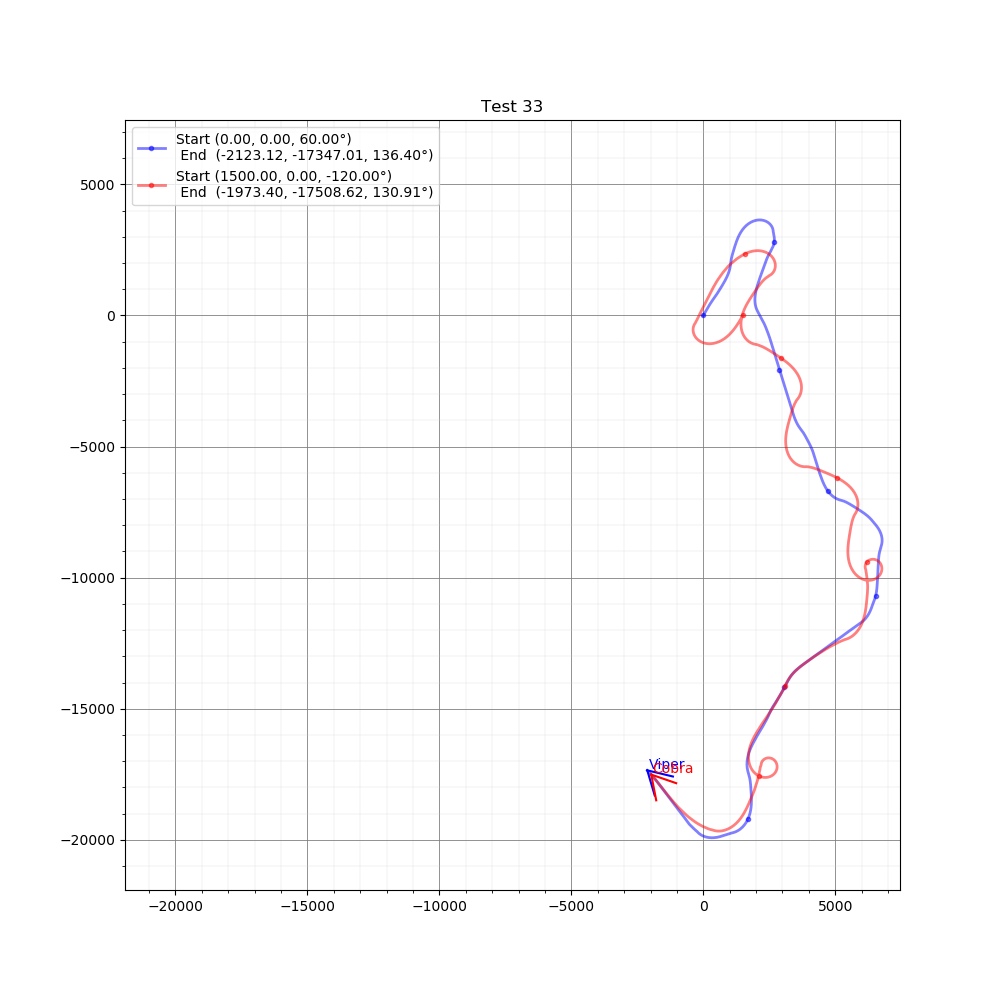 Test 33
Start (0.00, 0.00, 60.00°)
End (-2123.12, -17347.01, 136.40°)
Start (1500.00, 0.00, -120.00°)
End (-1973.40, -17508.62, 130.91°)
5000
0
−5000
−10000
−15000
−20000
Viper
Cobra
−20000
−15000
−10000
−5000
0
5000